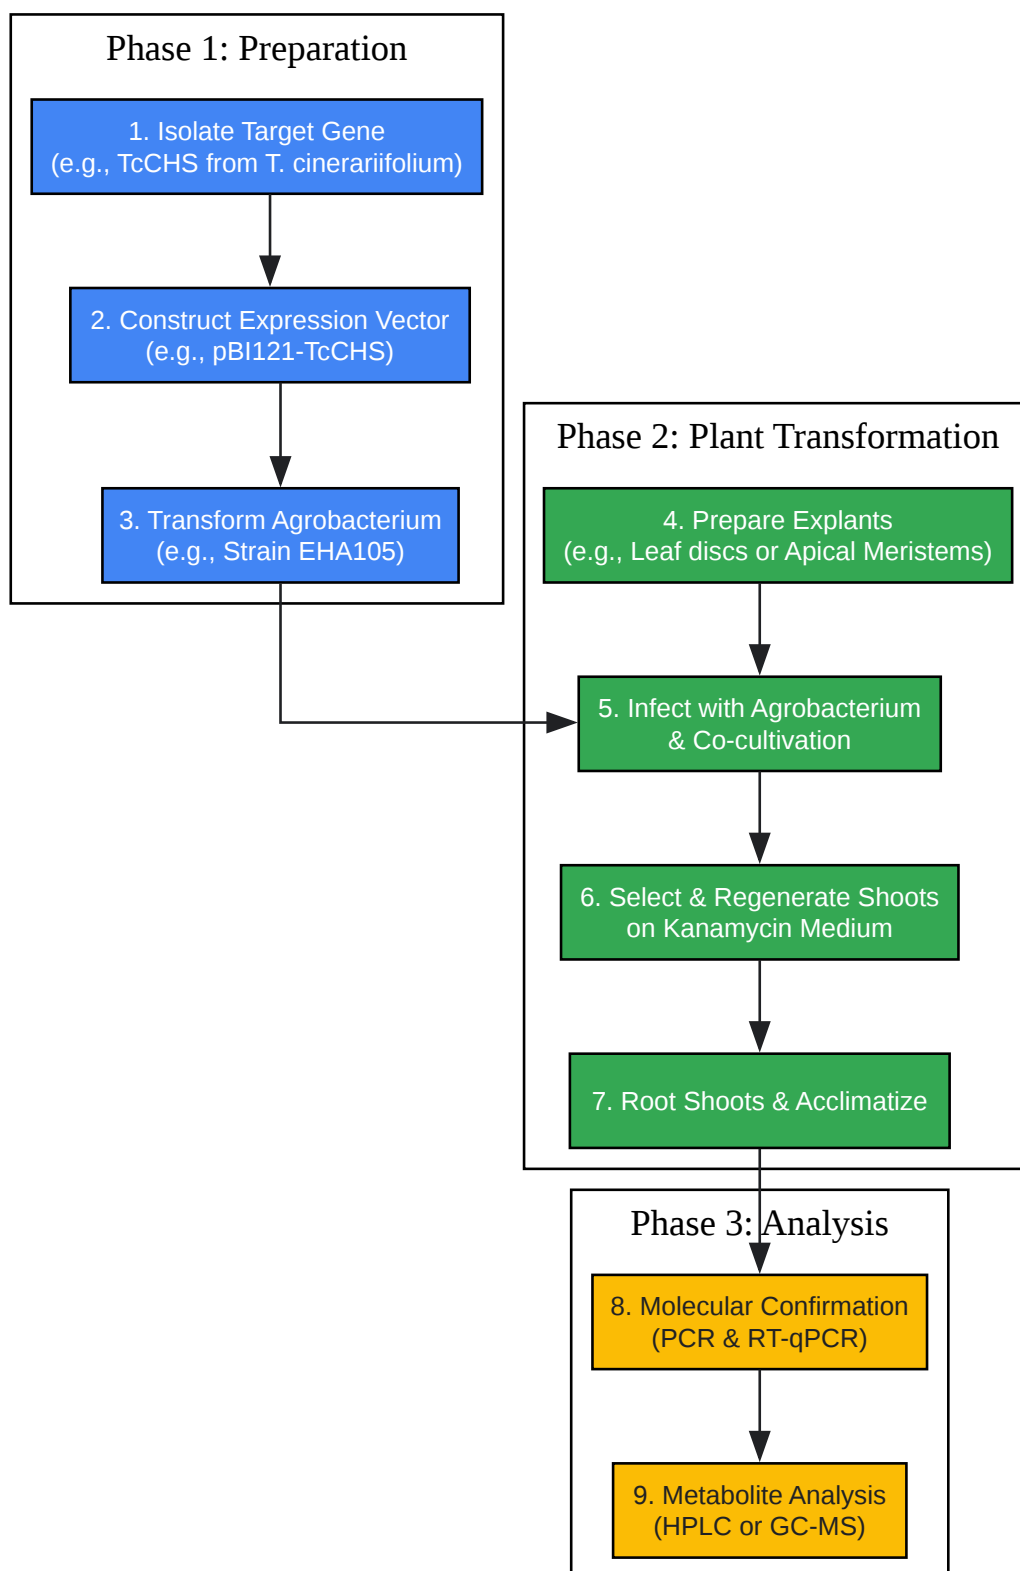 Phase 1: Preparation
1. Isolate Target Gene
(e.g., TcCHS from T. cinerariifolium)
2. Construct Expression Vector
(e.g., pBI121-TcCHS)
3. Transform Agrobacterium
(e.g., Strain EHA105)
Phase 2: Plant Transformation
4. Prepare Explants
(e.g., Leaf discs or Apical Meristems)
5. Infect with Agrobacterium
& Co-cultivation
6. Select & Regenerate Shoots
on Kanamycin Medium
7. Root Shoots & Acclimatize
Phase 3: Analysis
8. Molecular Confirmation
(PCR & RT-qPCR)
9. Metabolite Analysis
(HPLC or GC-MS)